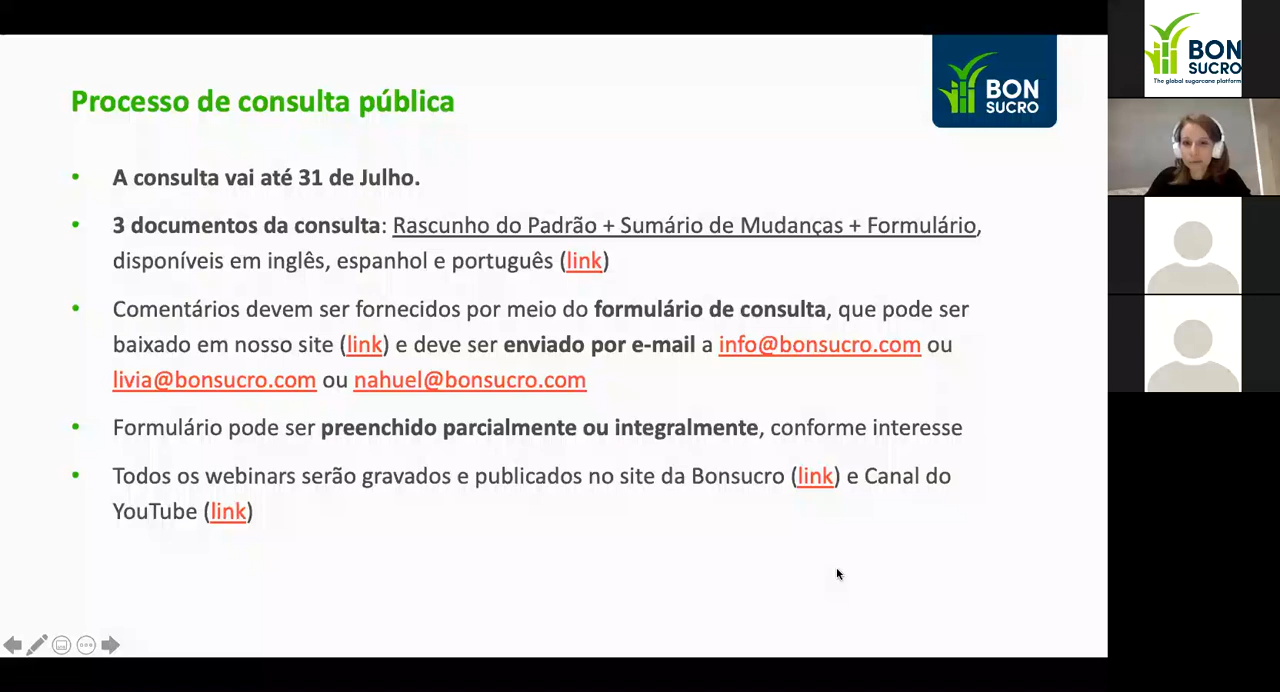 Processo de consulta pública
BON
SUCRO
• A consulta vai até 31 de Julho.
• 3 documentos da consulta: Rascunho do Padrão + Sumário de Mudanças + Formulário,
disponíveis em inglês, espanhol e português (link)
• Comentários devem ser fornecidos por meio do formulário de consulta, que pode ser
baixado em nosso site (link) e deve ser enviado por e-mail a info@bonsucro.com ou
livia@bonsucro.com ou nahuel@bonsucro.com
• Formulário pode ser preenchido parcialmente ou integralmente, conforme interesse
• Todos os webinars serão gravados e publicados no site da Bonsucro (link) e Canal do
YouTube (link)
BON
SUCRO
The global sugarcane platform